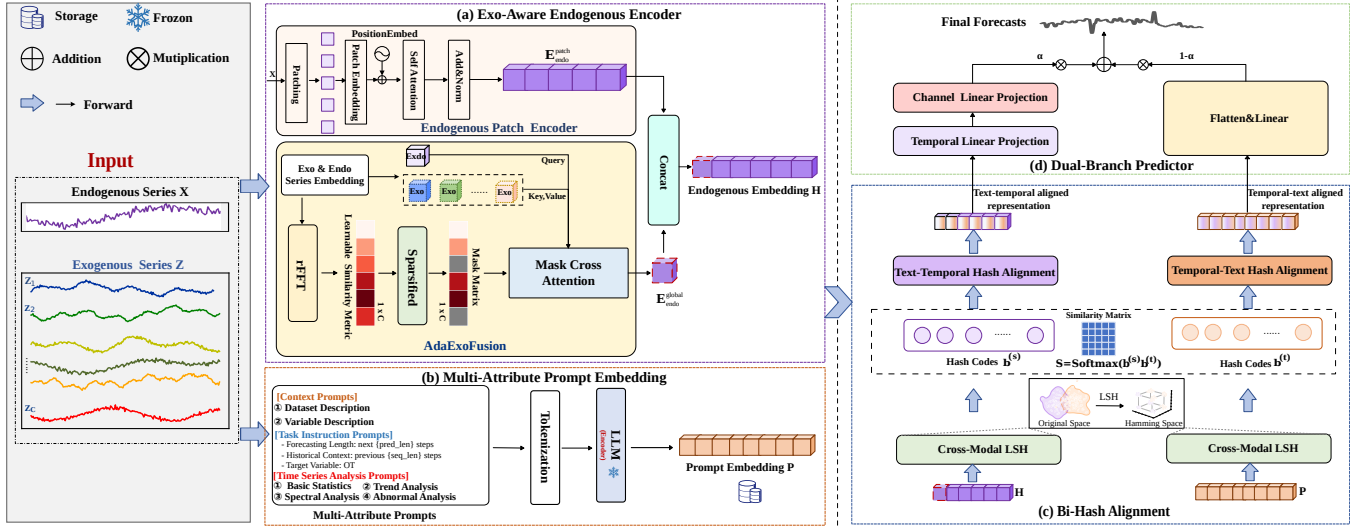 Storage
Frozon
Addition
Mutiplication
Forward
Input
Endogenous Series X
Exogenous Series Z
Z1
Z2
ZC
(a) Exo-Aware Endogenous Encoder
X
Patching
Patch Embedding
PositionEmbed
Self Attention
Add&Norm
E patch endo
Endogenous Patch Encoder
Exo & Endo
Series Embedding
Exdo
Query
Exo
Exo
......
Exo
Key,Value
rFFT
Learnable Similarity Metric
1 x C
Sparsified
Mask Matrix
1 x C
Mask Cross
Attention
AdaExoFusion
E global endo
Concat
Endogenous Embedding H
(b) Multi-Attribute Prompt Embedding
[Context Prompts]
① Dataset Description
② Variable Description
[Task Instruction Prompts]
- Forecasting Length: next {pred_len} steps
- Historical Context: previous {seq_len} steps
- Target Variable: OT
[Time Series Analysis Prompts]
① Basic Statistics ② Trend Analysis
③ Spectral Analysis ④ Abnormal Analysis
Multi-Attribute Prompts
Tokenization
LLM
(Encoder)
Prompt Embedding P
Final Forecasts
α
1-α
Channel Linear Projection
Temporal Linear Projection
Flatten&Linear
(d) Dual-Branch Predictor
Text-temporal aligned
representation
Temporal-text aligned
representation
Text-Temporal Hash Alignment
Temporal-Text Hash Alignment
Similarity Matrix
......
......
Hash Codes b(s)
S=Softmax(b(s)b(t))
Hash Codes b(t)
LSH
Original Space
Hamming Space
Cross-Modal LSH
Cross-Modal LSH
H
P
(c) Bi-Hash Alignment